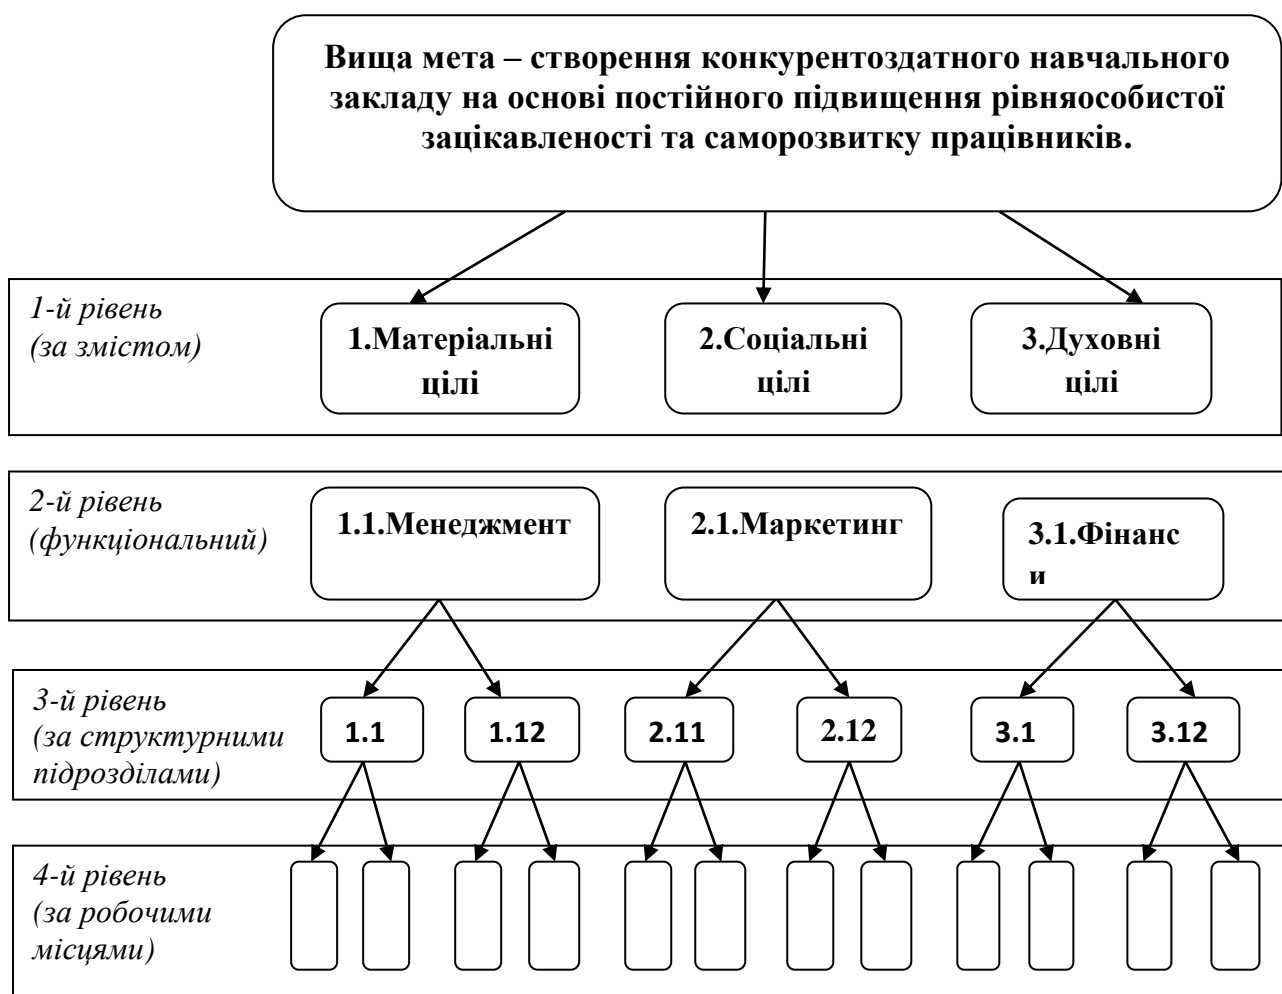 Вища мета – створення конкурентоздатного навчального
закладу на основі постійного підвищення рівняособистої
зацікавленості та саморозвитку працівників.
1-й рівень
(за змістом)
1.Матеріальні
цілі
2.Соціальні
цілі
3.Духовні
цілі
2-й рівень
(функціональний)
1.1.Менеджмент
2.1.Маркетинг
3.1.Фінанс
и
3-й рівень
(за структурними
підрозділами)
1.1
1.12
2.11
2.12
3.1
3.12
4-й рівень
(за робочими
місцями)